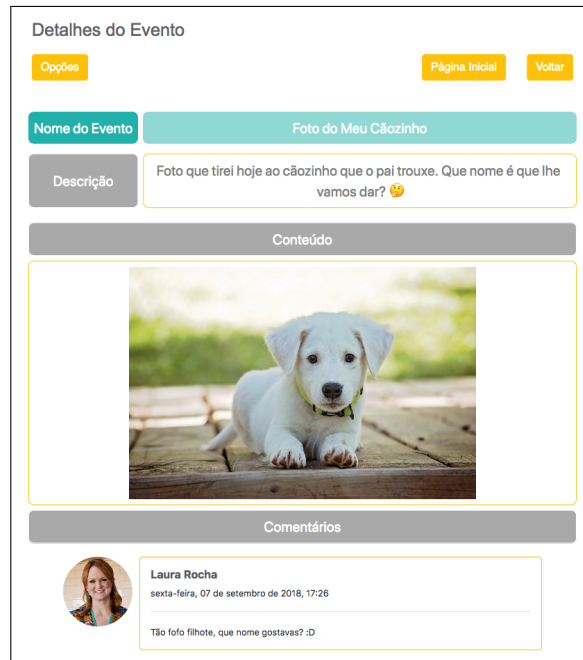 Detalhes do Evento
Opções
Página Inicial
Voltar
Nome do Evento
Foto do Meu Cãozinho
Descrição
Foto que tirei hoje ao cãozinho que o pai trouxe. Que nome é que lhe
vamos dar? 🤔
Conteúdo
Comentários
Laura Rocha
sexta-feira, 07 de setembro de 2018, 17:26
Tão fofo filhote, que nome gostavas? :D